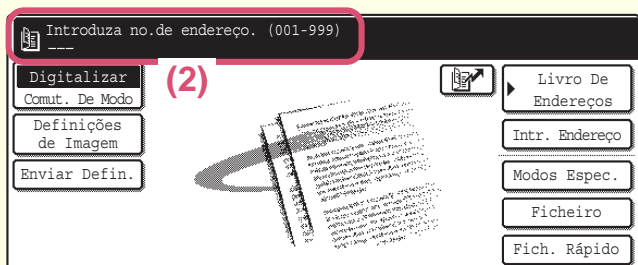 Introduza no.de endereço. (001-999)
---
(2)
Digitalizar
Comut. De Modo
Definições
de Imagem
Enviar Defin.
Livro De
Endereços
Intr. Endereço
Modos Espec.
Ficheiro
Fich. Rápido